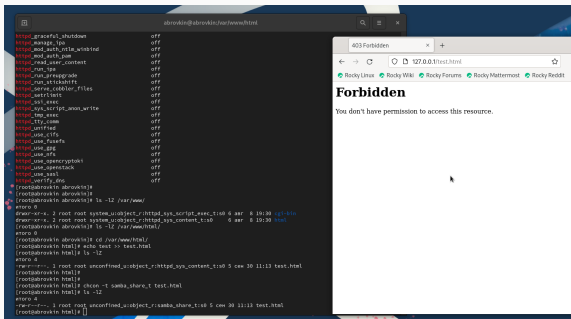 abrovkin@abrovkin:/var/www/html
httpd_graceful_shutdown off
httpd_manage_ipa off
httpd_mod_auth_ntlm_winbind off
httpd_mod_auth_pam off
httpd_read_user_content off
httpd_run_ipa off
httpd_run_preupgrade off
httpd_run_stickshift off
httpd_serve_cobbler_files off
httpd_setrlimit off
httpd_ssi_exec off
httpd_sys_script_anon_write off
httpd_tmp_exec off
httpd_tty_comm off
httpd_unified off
httpd_use_cifs off
httpd_use_fusefs off
httpd_use_gpg off
httpd_use_nfs off
httpd_use_opencryptoki off
httpd_use_openstack off
httpd_use_sasl off
httpd_verify_dns off
[root@abrovkin abrovkin]#
[root@abrovkin abrovkin]#
[root@abrovkin abrovkin]# ls -lZ /var/www/
итого 0
drwxr-xr-x. 2 root root system_u:object_r:httpd_sys_script_exec_t:s0 6 авг 8 19:30 cgi-bin
drwxr-xr-x. 2 root root system_u:object_r:httpd_sys_content_t:s0 6 авг 8 19:30 html
[root@abrovkin abrovkin]# ls -lZ /var/www/html/
итого 0
[root@abrovkin abrovkin]# cd /var/www/html/
[root@abrovkin html]# echo test >> test.html
[root@abrovkin html]# ls -lZ
итого 4
-rw-r--r--. 1 root root unconfined_u:object_r:httpd_sys_content_t:s0 5 сен 30 11:13 test.html
[root@abrovkin html]#
[root@abrovkin html]#
[root@abrovkin html]# chcon -t samba_share_t test.html
[root@abrovkin html]# ls -lZ
итого 4
-rw-r--r--. 1 root root unconfined_u:object_r:samba_share_t:s0 5 сен 30 11:13 test.html
[root@abrovkin html]#
403 Forbidden
127.0.0.1/test.html
Rocky Linux Rocky Wiki Rocky Forums Rocky Mattermost Rocky Reddit
Forbidden
You don't have permission to access this resource.